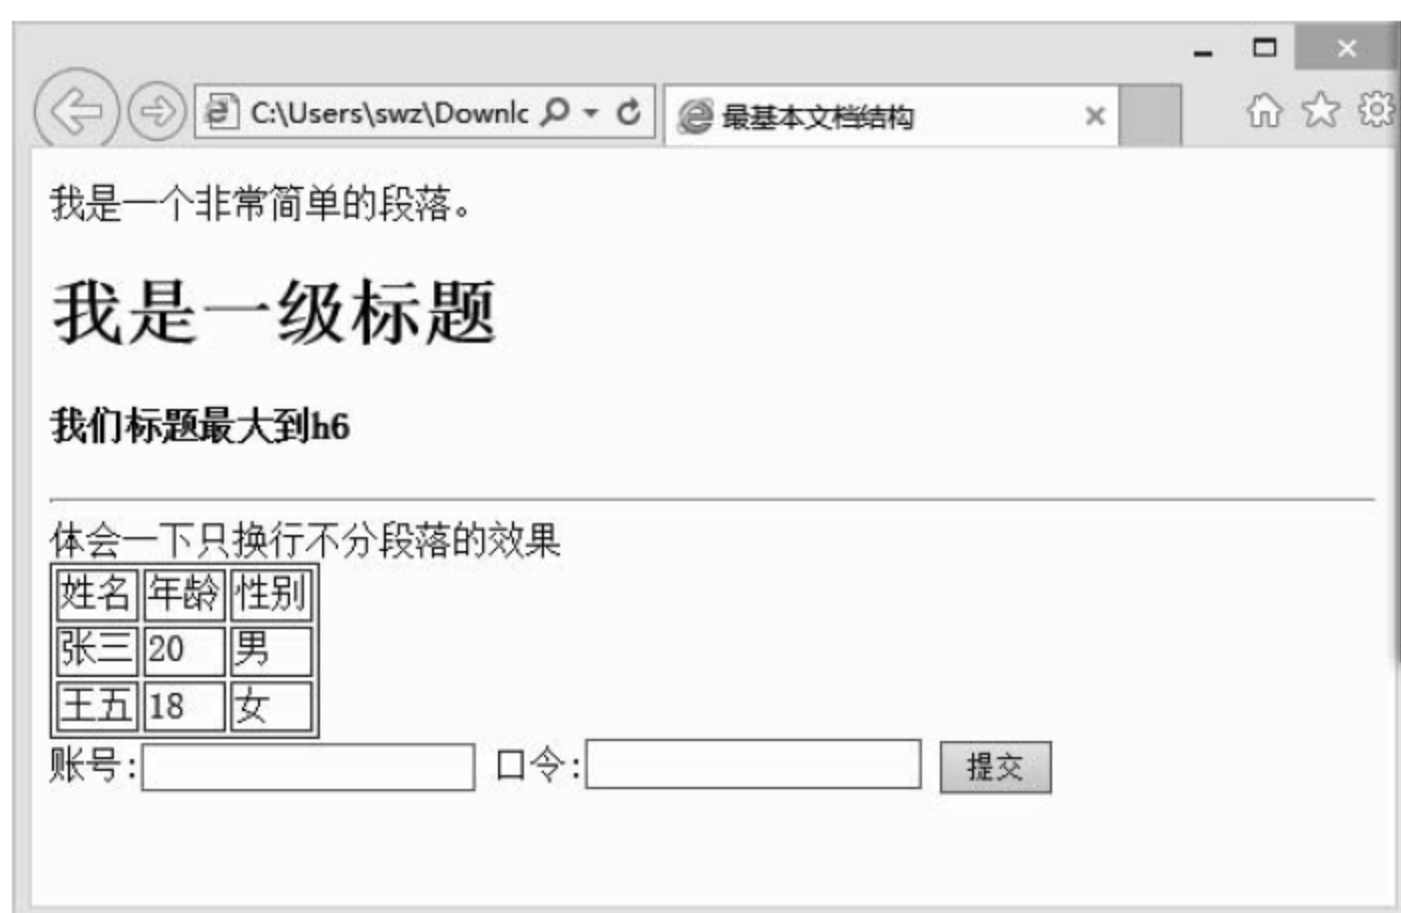 C:\Users\swz\Downlc
最基本文档结构
我是一个非常简单的段落。
我是一级标题
我们标题最大到h6
体会一下只换行不分段落的效果
姓名 年龄 性别
张三 20 男
王五 18 女
账号: 口令: 提交